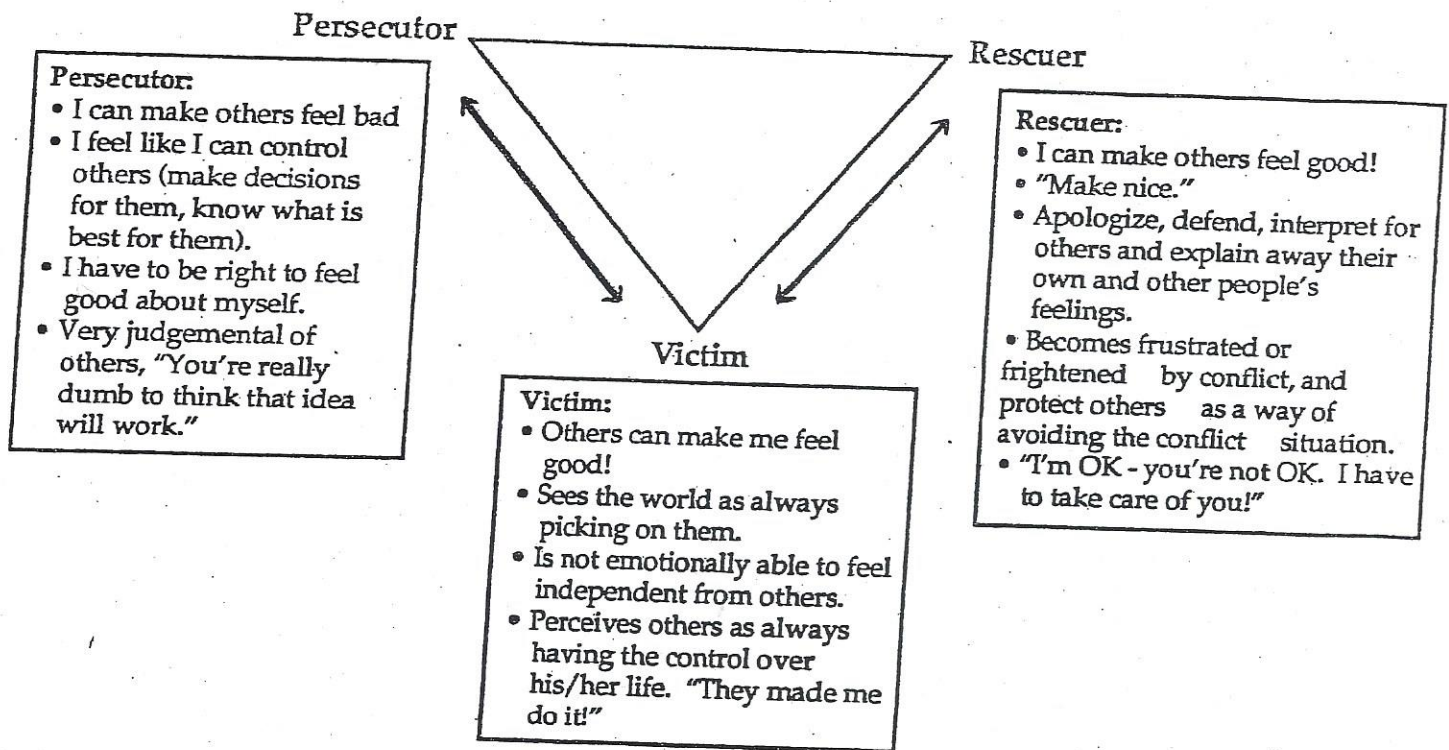 Persecutor
Rescuer
Persecutor:
• I can make others feel bad
• I feel like I can control
others (make decisions
for them, know what is
best for them).
• I have to be right to feel
good about myself.
• Very judgemental of
others, "You're really
dumb to think that idea
will work."
Rescuer:
• I can make others feel good!
• "Make nice."
• Apologize, defend, interpret for
others and explain away their
own and other people's
feelings.
• Becomes frustrated or
frightened by conflict, and
protect others as a way of
avoiding the conflict situation.
• "I'm OK - you're not OK. I have
to take care of you!"
Victim
Victim:
• Others can make me feel
good!
• Sees the world as always
picking on them.
• Is not emotionally able to feel
independent from others.
• Perceives others as always
having the control over
his/her life. "They made me
do it!"